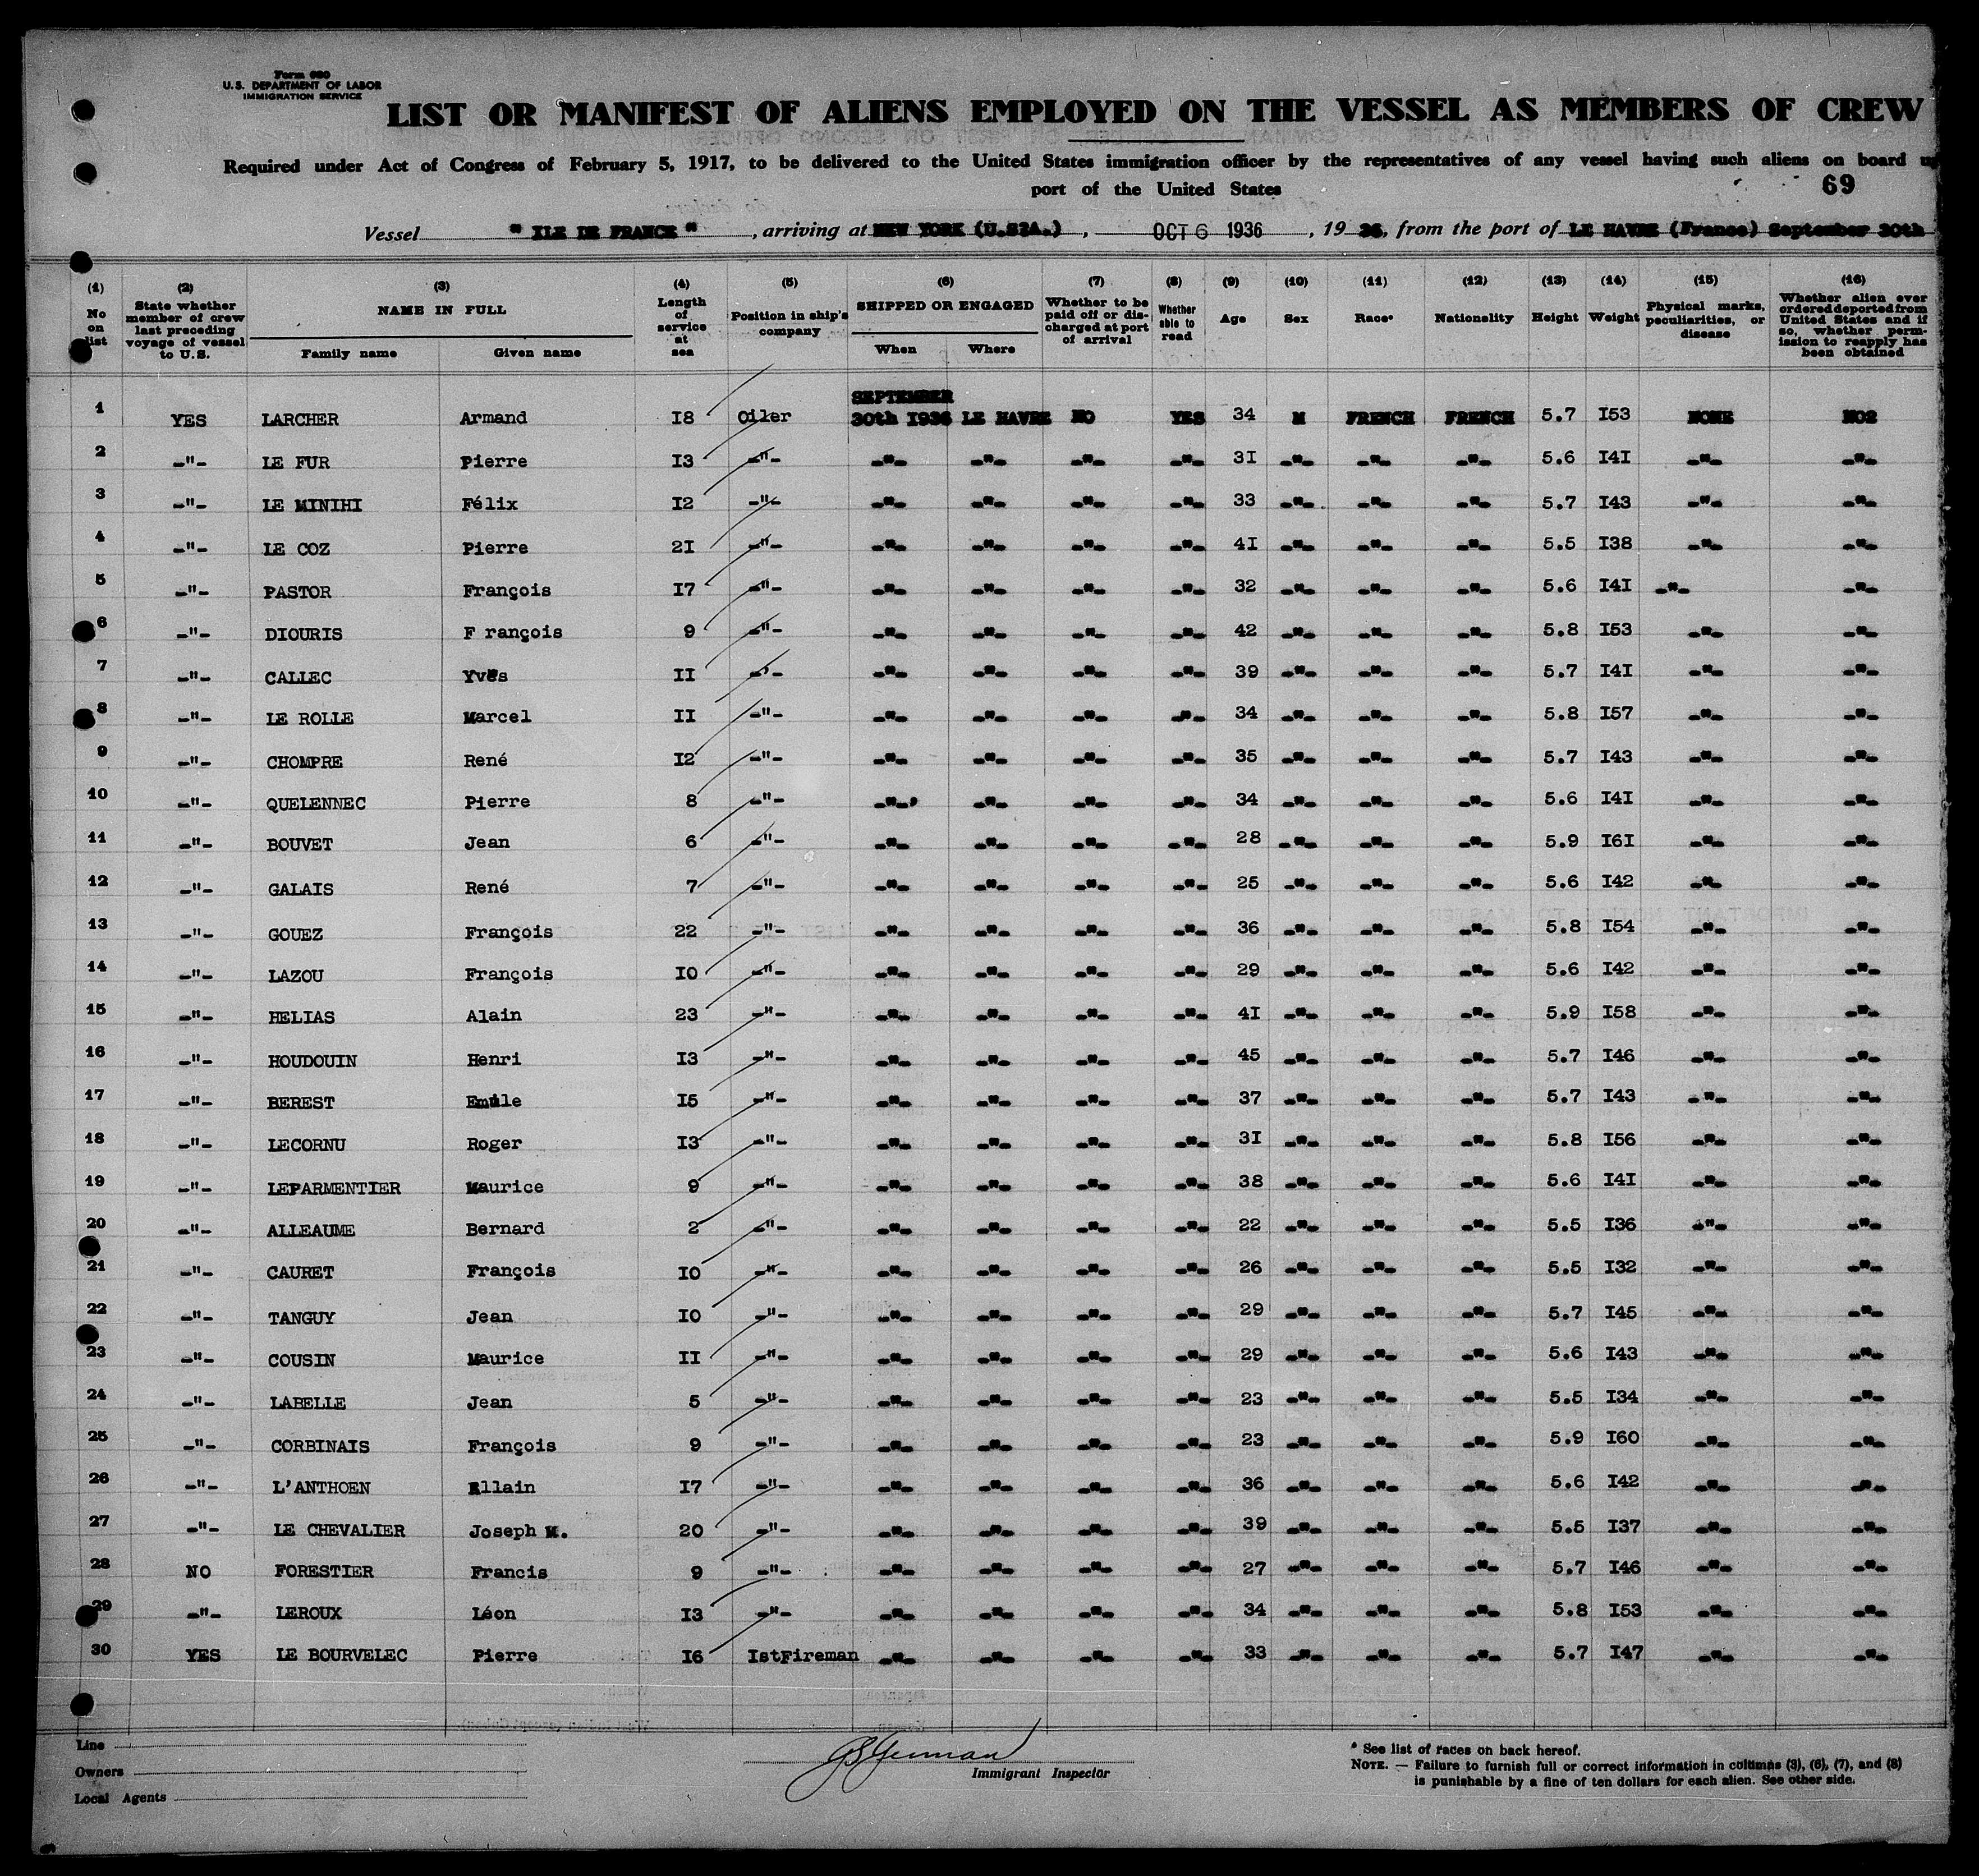 Form 680
U.S. DEPARTMENT OF LABOR
IMMIGRATION SERVICE
LIST OR MANIFEST OF ALIENS EMPLOYED ON THE VESSEL AS MEMBERS OF CREW
Required under Act of Congress of February 5, 1917, to be delivered to the United States immigration officer by the representatives of any vessel having such aliens on board
port of the United States
69
Vessel " ILE DE FRANCE " , arriving at NEW YORK (U.S?A.) , OCT 6 1936 , 19 36, from the port of LE HAVRE (France) September 30th
(1) No on list (2) State whether member of crew last preceding voyage of vessel to U.S. (3) NAME IN FULL Family name Given name (4) Length of service at sea (5) Position in ship's company (6) SHIPPED OR ENGAGED When Where (7) Whether to be paid off or discharged at port of arrival (8) Whether able to read (9) Age (10) Sex (11) Race* (12) Nationality (13) Height (14) Weight (15) Physical marks, peculiarities, or disease (16) Whether alien ever ordered deported from United States and if so, whether permission to reapply has been obtained
1 YES LARCHER Armand I8 Oiler SEPTEMBER 30th I936 LE HAVRE NO YES 34 M FRENCH FRENCH 5.7 I53 NONE NO2
2 -"- LE FUR Pierre I3 -"- -"- -"- -"- -"- 3I -"- -"- -"- 5.6 I4I -"- -"-
3 -"- LE MINIHI Félix I2 -"- -"- -"- -"- -"- 33 -"- -"- -"- 5.7 I43 -"- -"-
4 -"- LE COZ Pierre 2I -"- -"- -"- -"- -"- 4I -"- -"- -"- 5.5 I38 -"- -"-
5 -"- PASTOR François I7 -"- -"- -"- -"- -"- 32 -"- -"- -"- 5.6 I4I -"- -"-
6 -"- DIOURIS F rançois 9 -"- -"- -"- -"- -"- 42 -"- -"- -"- 5.8 I53 -"- -"-
7 -"- CALLEC Yves II -'- -"- -"- -"- -"- 39 -"- -"- -"- 5.7 I4I -"- -"-
8 -"- LE ROLLE Marcel II -"- -"- -"- -"- -"- 34 -"- -"- -"- 5.8 I57 -"- -"-
9 -"- CHOMPRE René I2 -"- -"- -"- -"- -"- 35 -"- -"- -"- 5.7 I43 -"- -"-
10 -"- QUELENNEC Pierre 8 -"- -"-, -"- -"- -"- 34 -"- -"- -"- 5.6 I4I -"- -"-
11 -"- BOUVET Jean 6 -"- -"- -"- -"- -"- 28 -"- -"- -"- 5.9 I6I -"- -"-
12 -"- GALAIS René 7 -"- -"- -"- -"- -"- 25 -"- -"- -"- 5.6 I42 -"- -"-
13 -"- GOUEZ François 22 -"- -"- -"- -"- -"- 36 -"- -"- -"- 5.8 I54 -"- -"-
14 -"- LAZOU François I0 -"- -"- -"- -"- -"- 29 -"- -"- -"- 5.6 I42 -"- -"-
15 -"- HELIAS Alain 23 -"- -"- -"- -"- -"- 4I -"- -"- -"- 5.9 I58 -"- -"-
16 -"- HOUDOUIN Henri I3 -"- -"- -"- -"- -"- 45 -"- -"- -"- 5.7 I46 -"- -"-
17 -"- BEREST Emile I5 -"- -"- -"- -"- -"- 37 -"- -"- -"- 5.7 I43 -"- -"-
18 -"- LECORNU Roger I3 -"- -"- -"- -"- -"- 3I -"- -"- -"- 5.8 I56 -"- -"-
19 -"- LEPARMENTIER Maurice 9 -"- -"- -"- -"- -"- 38 -"- -"- -"- 5.6 I4I -"- -"-
20 -"- ALLEAUME Bernard 2 -"- -"- -"- -"- -"- 22 -"- -"- -"- 5.5 I36 -"- -"-
21 -"- CAURET François I0 -"- -"- -"- -"- -"- 26 -"- -"- -"- 5.5 I32 -"- -"-
22 -"- TANGUY Jean I0 -"- -"- -"- -"- -"- 29 -"- -"- -"- 5.7 I45 -"- -"-
23 -"- COUSIN Maurice II -"- -"- -"- -"- -"- 29 -"- -"- -"- 5.6 I43 -"- -"-
24 -"- LABELLE Jean 5 -"- -"- -"- -"- -"- 23 -"- -"- -"- 5.5 I34 -"- -"-
25 -"- CORBINAIS François 9 -"- -"- -"- -"- -"- 23 -"- -"- -"- 5.9 I60 -"- -"-
26 -"- L'ANTHOEN Ellain I7 -"- -"- -"- -"- -"- 36 -"- -"- -"- 5.6 I42 -"- -"-
27 -"- LE CHEVALIER Joseph M. 20 -"- -"- -"- -"- -"- 39 -"- -"- -"- 5.5 I37 -"- -"-
28 NO FORESTIER Francis 9 -"- -"- -"- -"- -"- 27 -"- -"- -"- 5.7 I46 -"- -"-
29 -"- LEROUX Léon I3 -"- -"- -"- -"- -"- 34 -"- -"- -"- 5.8 I53 -"- -"-
30 YES LE BOURVELEC Pierre I6 IstFireman -"- -"- -"- -"- 33 -"- -"- -"- 5.7 I47 -"- -"-
Line
Owners
Local Agents
Immigrant Inspector
* See list of races on back hereof.
NOTE. — Failure to furnish full or correct information in columns (3), (6), (7), and (8)
is punishable by a fine of ten dollars for each alien. See other side.